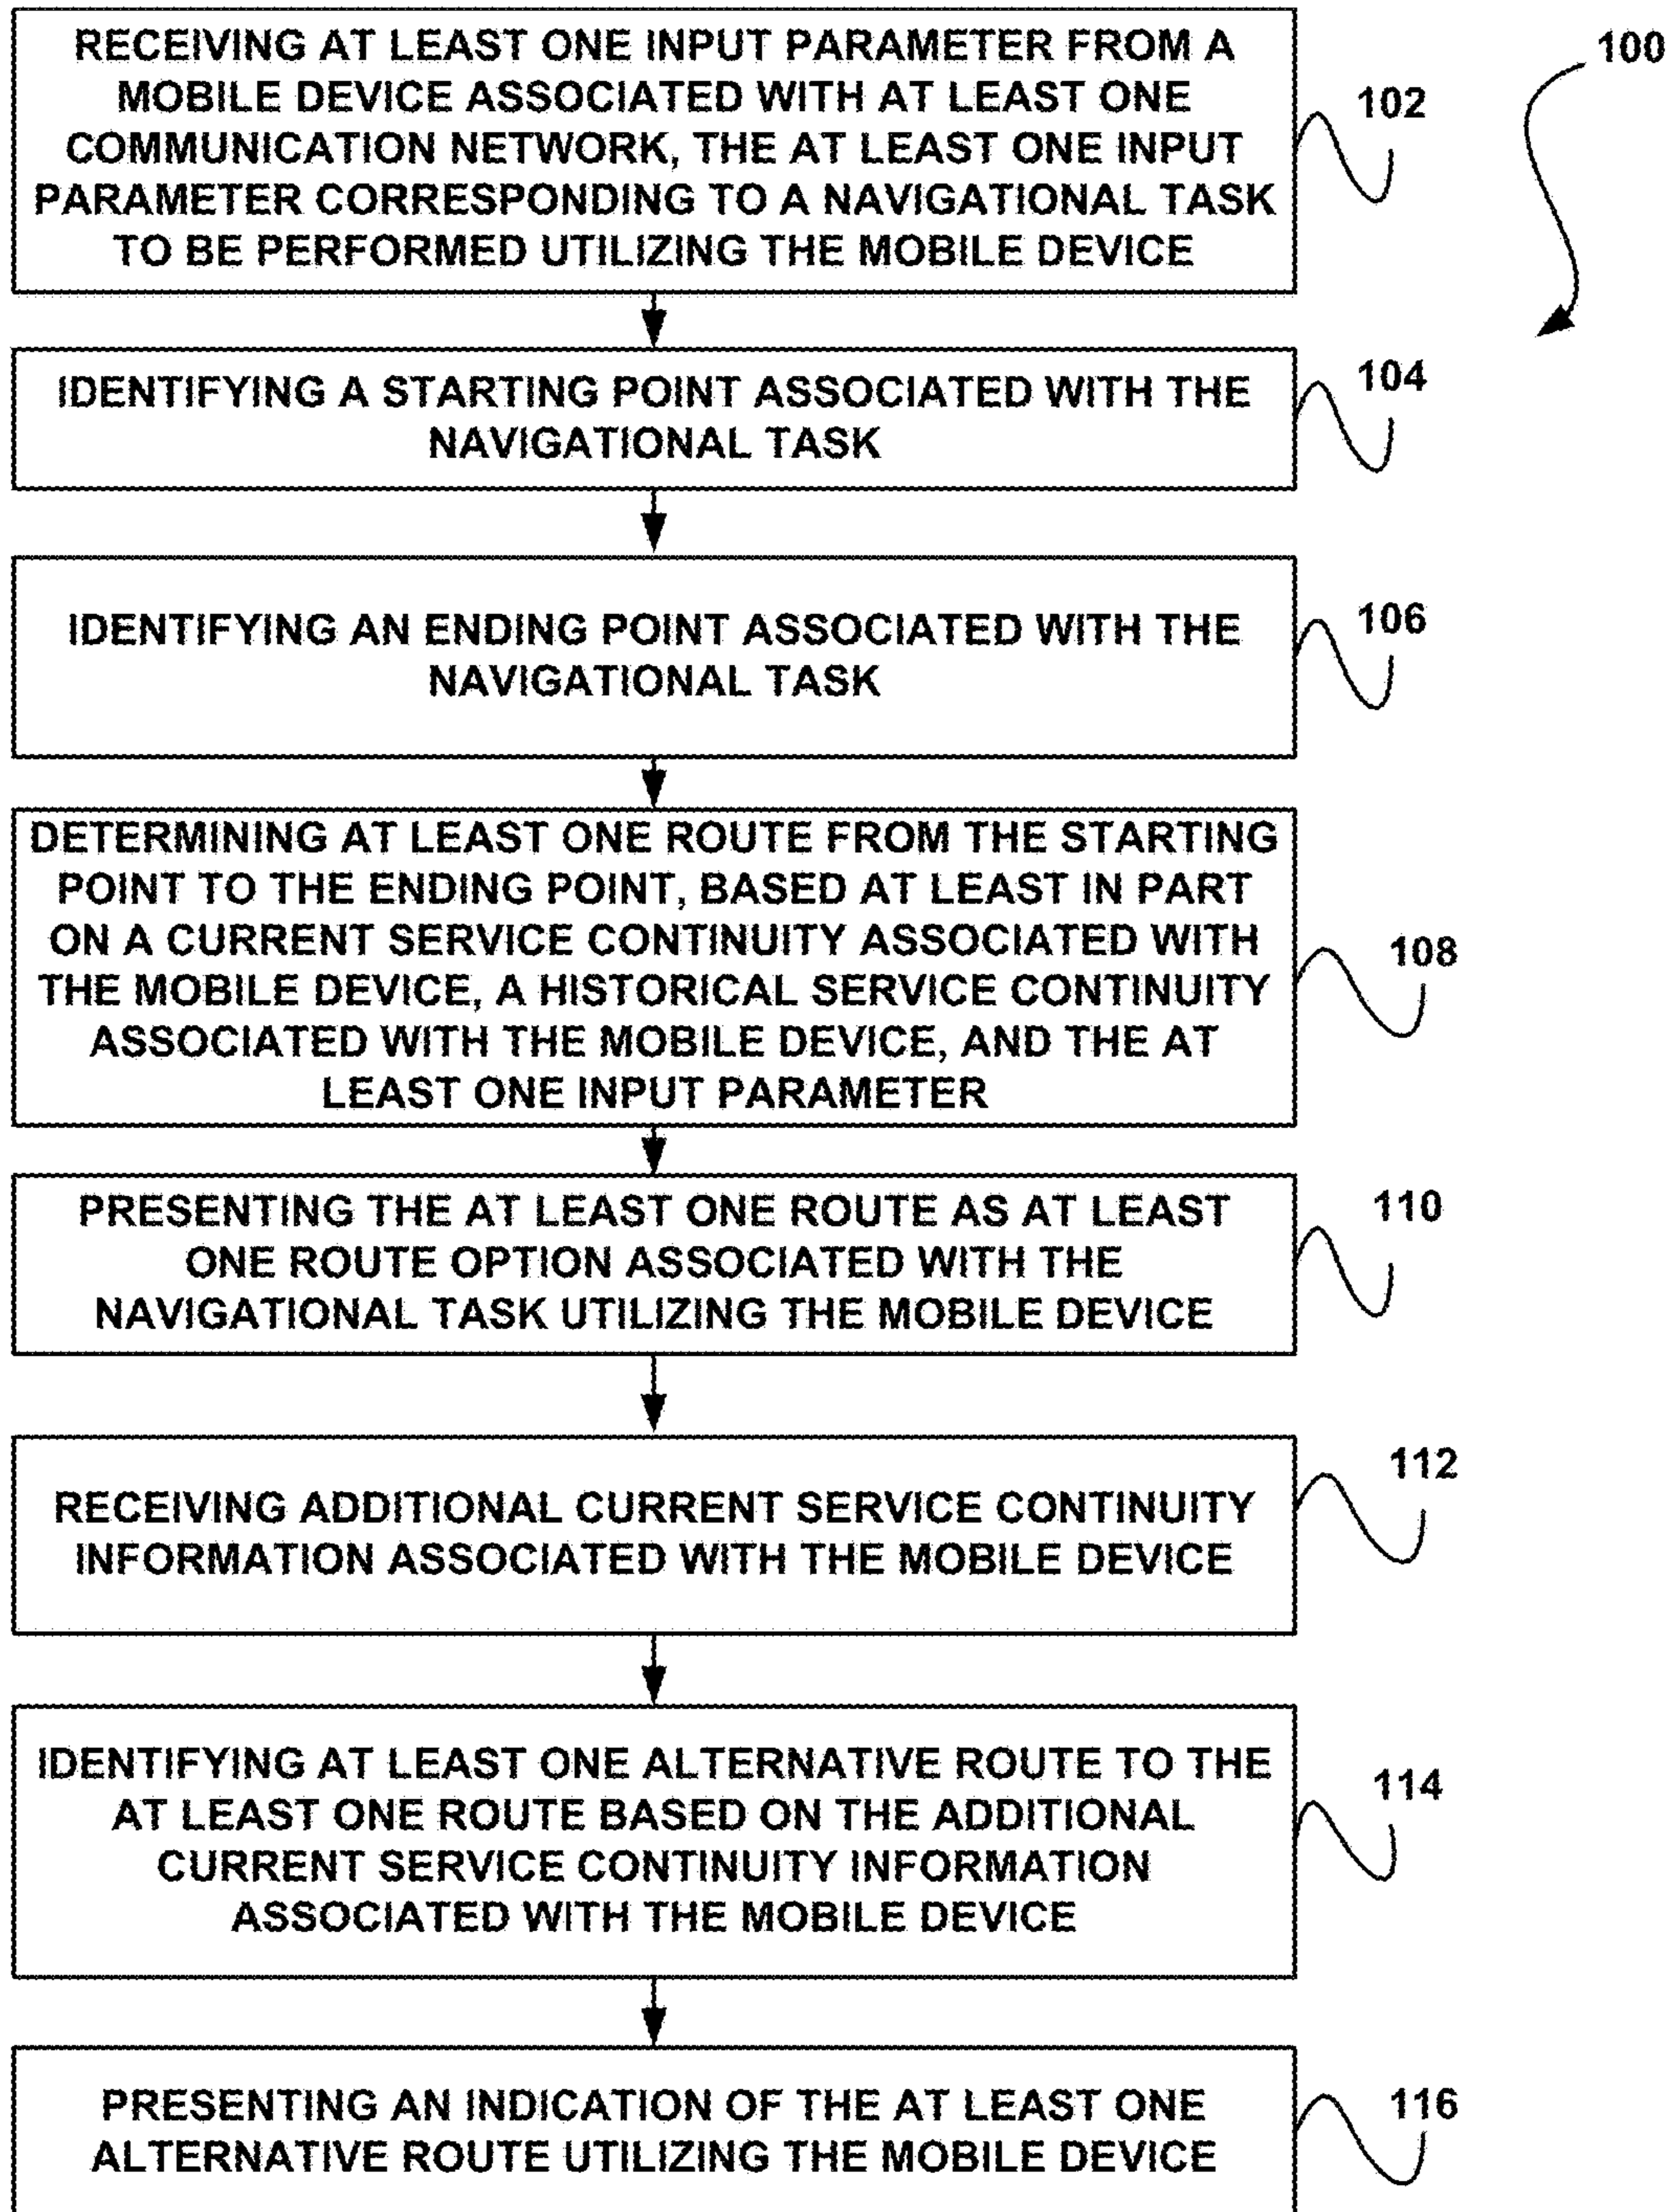 100
RECEIVING AT LEAST ONE INPUT PARAMETER FROM A
MOBILE DEVICE ASSOCIATED WITH AT LEAST ONE
COMMUNICATION NETWORK, THE AT LEAST ONE INPUT
PARAMETER CORRESPONDING TO A NAVIGATIONAL TASK
TO BE PERFORMED UTILIZING THE MOBILE DEVICE
102
IDENTIFYING A STARTING POINT ASSOCIATED WITH THE
NAVIGATIONAL TASK
104
IDENTIFYING AN ENDING POINT ASSOCIATED WITH THE
NAVIGATIONAL TASK
106
DETERMINING AT LEAST ONE ROUTE FROM THE STARTING
POINT TO THE ENDING POINT, BASED AT LEAST IN PART
ON A CURRENT SERVICE CONTINUITY ASSOCIATED WITH
THE MOBILE DEVICE, A HISTORICAL SERVICE CONTINUITY
ASSOCIATED WITH THE MOBILE DEVICE, AND THE AT
LEAST ONE INPUT PARAMETER
108
PRESENTING THE AT LEAST ONE ROUTE AS AT LEAST
ONE ROUTE OPTION ASSOCIATED WITH THE
NAVIGATIONAL TASK UTILIZING THE MOBILE DEVICE
110
RECEIVING ADDITIONAL CURRENT SERVICE CONTINUITY
INFORMATION ASSOCIATED WITH THE MOBILE DEVICE
112
IDENTIFYING AT LEAST ONE ALTERNATIVE ROUTE TO THE
AT LEAST ONE ROUTE BASED ON THE ADDITIONAL
CURRENT SERVICE CONTINUITY INFORMATION
ASSOCIATED WITH THE MOBILE DEVICE
114
PRESENTING AN INDICATION OF THE AT LEAST ONE
ALTERNATIVE ROUTE UTILIZING THE MOBILE DEVICE
116